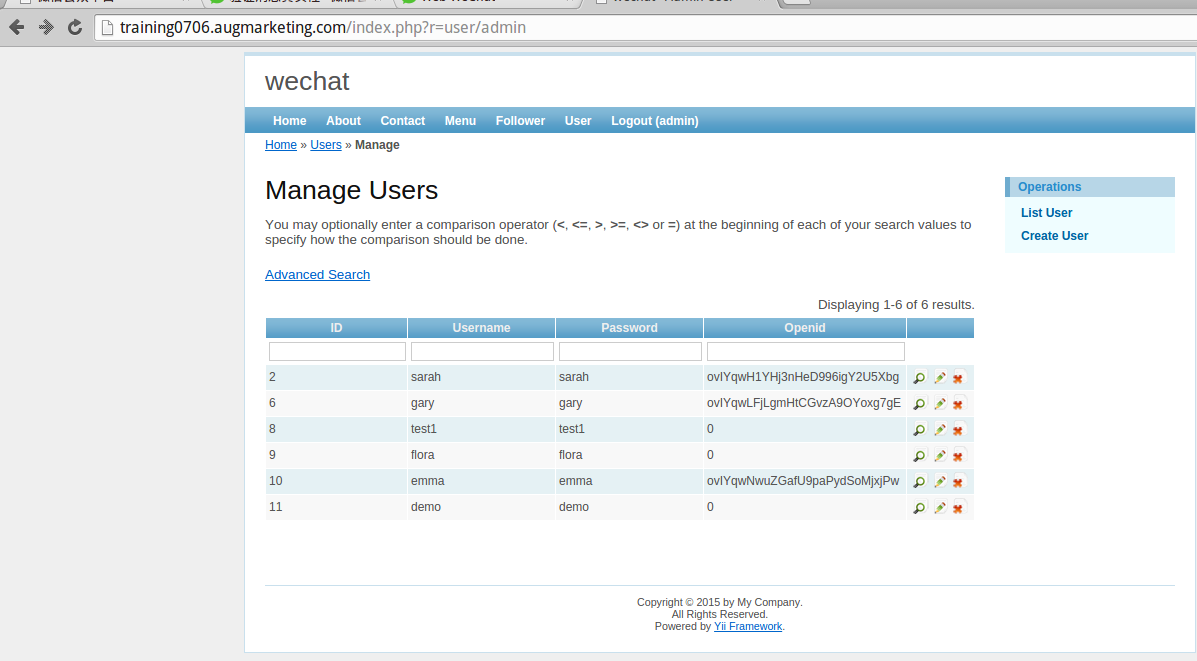 training0706.augmarketing.com/index.php?r=user/admin
wechat
Home About Contact Menu Follower User Logout (admin)
Home » Users » Manage
Manage Users
You may optionally enter a comparison operator (<, <=, >, >=, <> or =) at the beginning of each of your search values to
specify how the comparison should be done.
Advanced Search
Operations
List User
Create User
Displaying 1-6 of 6 results.
ID Username Password Openid
2 sarah sarah ovIYqwH1YHj3nHeD996igY2U5Xbg
6 gary gary ovIYqwLFjLgmHtCGvzA9OYoxg7gE
8 test1 test1 0
9 flora flora 0
10 emma emma ovIYqwNwuZGafU9paPydSoMjxjPw
11 demo demo 0
Copyright © 2015 by My Company.
All Rights Reserved.
Powered by Yii Framework.